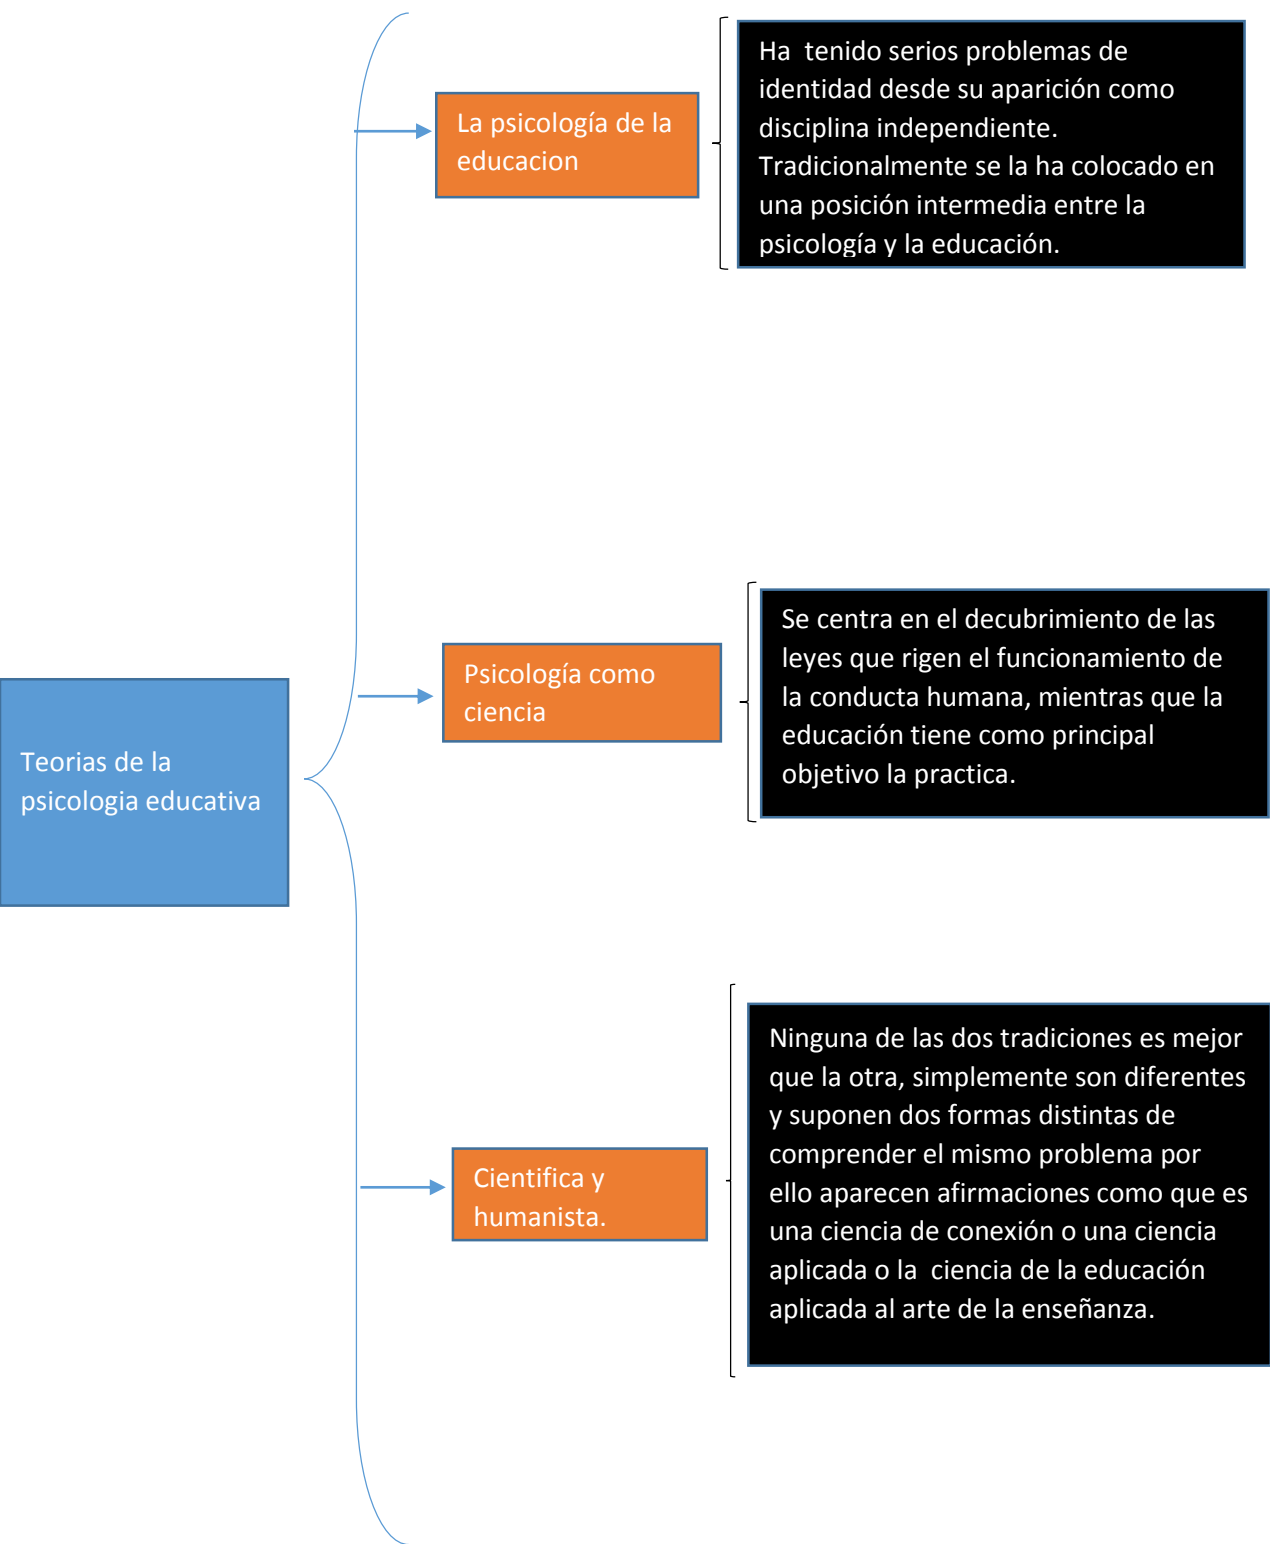 Teorias de la
psicologia educativa
La psicología de la
educacion
Ha  tenido serios problemas de
identidad desde su aparición como
disciplina independiente.
Tradicionalmente se la ha colocado en
una posición intermedia entre la
psicología y la educación.
Psicología como
ciencia
Se centra en el decubrimiento de las
leyes que rigen el funcionamiento de
la conducta humana, mientras que la
educación tiene como principal
objetivo la practica.
Cientifica y
humanista.
Ninguna de las dos tradiciones es mejor
que la otra, simplemente son diferentes
y suponen dos formas distintas de
comprender el mismo problema por
ello aparecen afirmaciones como que es
una ciencia de conexión o una ciencia
aplicada o la  ciencia de la educación
aplicada al arte de la enseñanza.